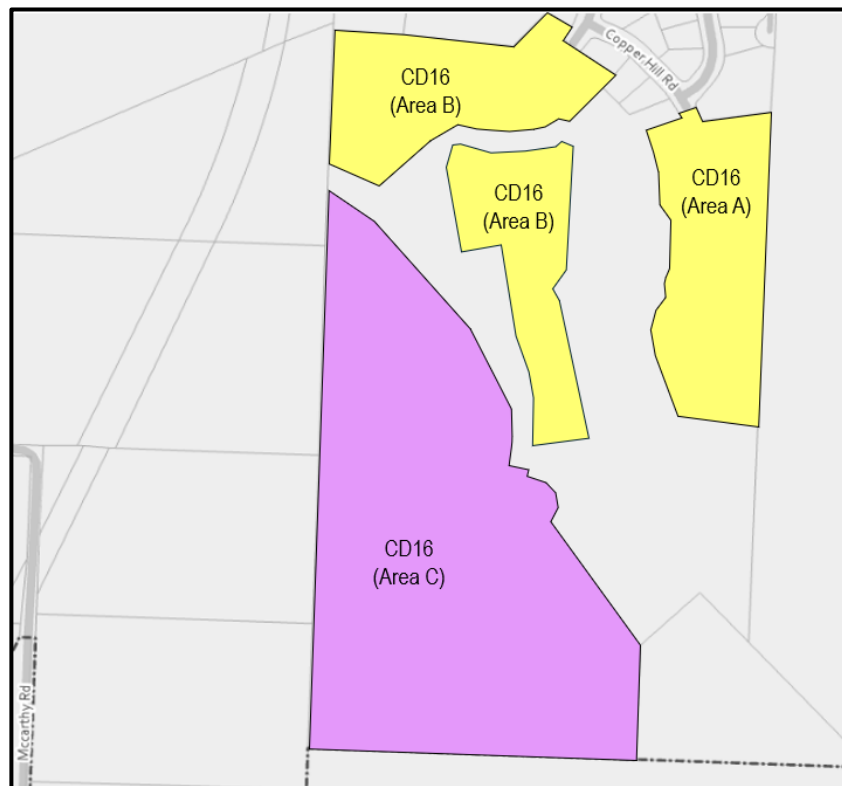 CD16
(Area B)
Copper Hill Rd
CD16
(Area B)
CD16
(Area A)
CD16
(Area C)
Mccarthy Rd